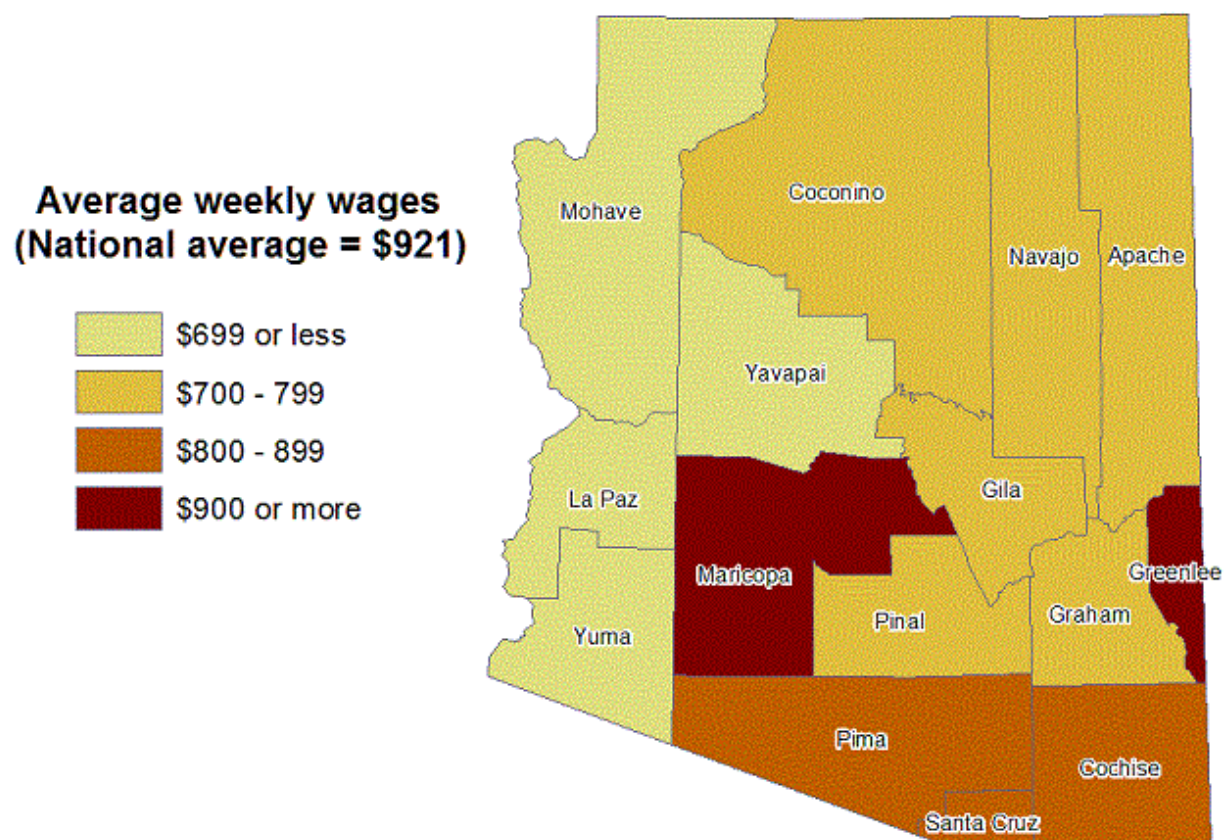 Average weekly wages
(National average = $921)
$699 or less
$700 - 799
$800 - 899
$900 or more
Mohave
Coconino
Navajo
Apache
Yavapai
La Paz
Gila
Maricopa
Greenlee
Yuma
Pinal
Graham
Pima
Cochise
Santa Cruz